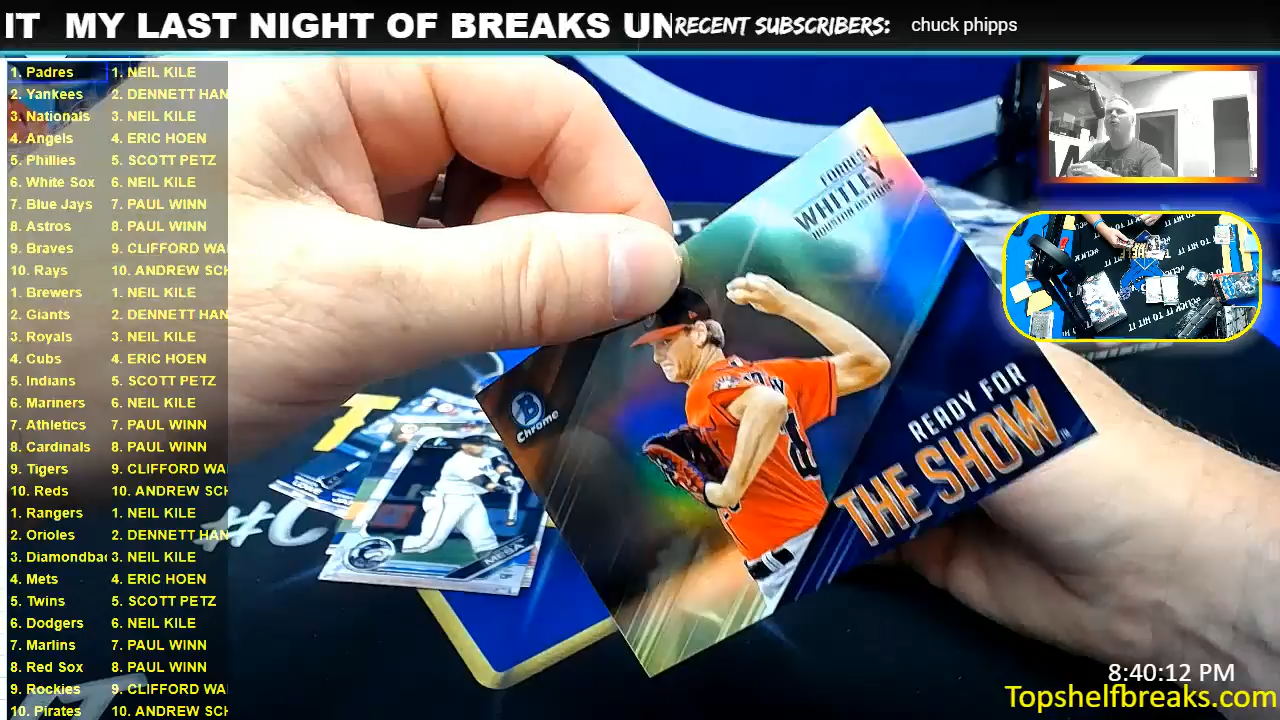 IT MY LAST NIGHT OF BREAKS UN
RECENT SUBSCRIBERS: chuck phipps
1. Padres 1. NEIL KILE
2. Yankees 2. DENNETT HAN
3. Nationals 3. NEIL KILE
4. Angels 4. ERIC HOEN
5. Phillies 5. SCOTT PETZ
6. White Sox 6. NEIL KILE
7. Blue Jays 7. PAUL WINN
8. Astros 8. PAUL WINN
9. Braves 9. CLIFFORD WA
10. Rays 10. ANDREW SCH
1. Brewers 1. NEIL KILE
2. Giants 2. DENNETT HAN
3. Royals 3. NEIL KILE
4. Cubs 4. ERIC HOEN
5. Indians 5. SCOTT PETZ
6. Mariners 6. NEIL KILE
7. Athletics 7. PAUL WINN
8. Cardinals 8. PAUL WINN
9. Tigers 9. CLIFFORD WA
10. Reds 10. ANDREW SCH
1. Rangers 1. NEIL KILE
2. Orioles 2. DENNETT HAN
3. Diamondbac 3. NEIL KILE
4. Mets 4. ERIC HOEN
5. Twins 5. SCOTT PETZ
6. Dodgers 6. NEIL KILE
7. Marlins 7. PAUL WINN
8. Red Sox 8. PAUL WINN
9. Rockies 9. CLIFFORD WA
10. Pirates 10. ANDREW SCH
FORREST
WHITLEY
HOUSTON ASTROS
B
Chrome
READY FOR
THE SHOW
MESA
8:40:12 PM
Topshelfbreaks.com